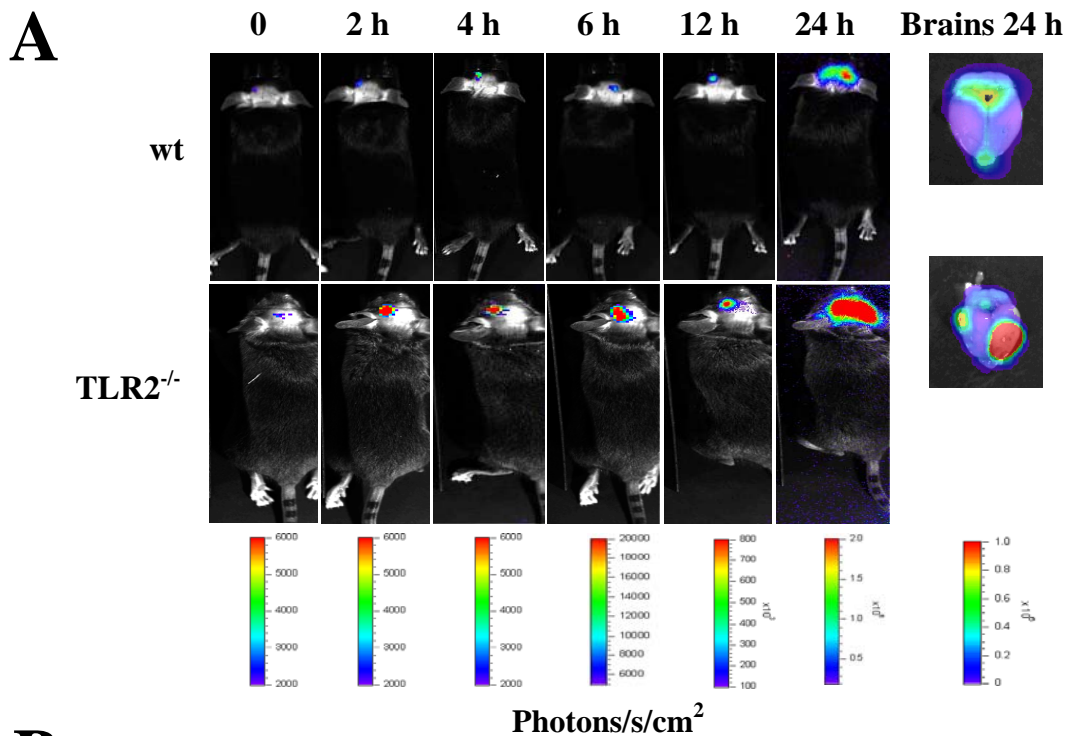 A
0 2 h 4 h 6 h 12 h 24 h Brains 24 h
wt
TLR2-/-
6000 6000 6000 20000 800 2.0 1.0
18000 700
5000 5000 5000 16000 600 1.5 0.8
14000 500 0.6
4000 4000 4000 12000 400 1.0
10000 300 0.4
3000 3000 3000 8000 200 0.5 0.2
6000
2000 2000 2000 100 0
Photons/s/cm2